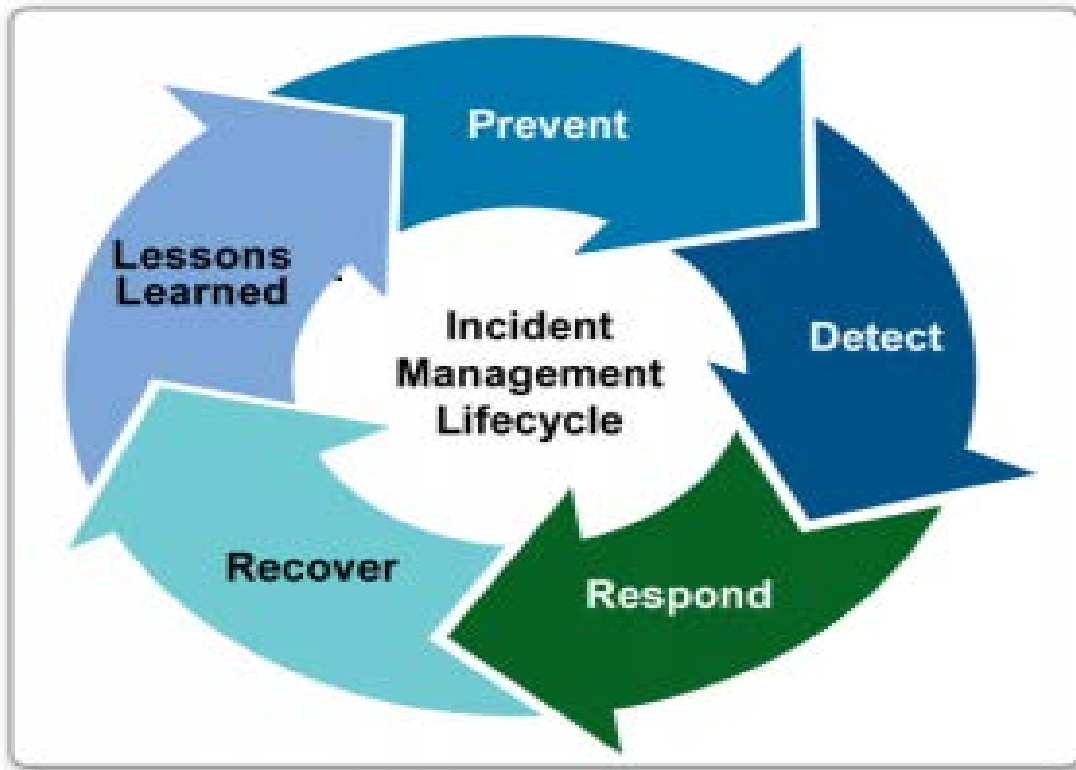 Prevent
Lessons
Learned
Incident
Management
Lifecycle
Detect
Recover
Respond